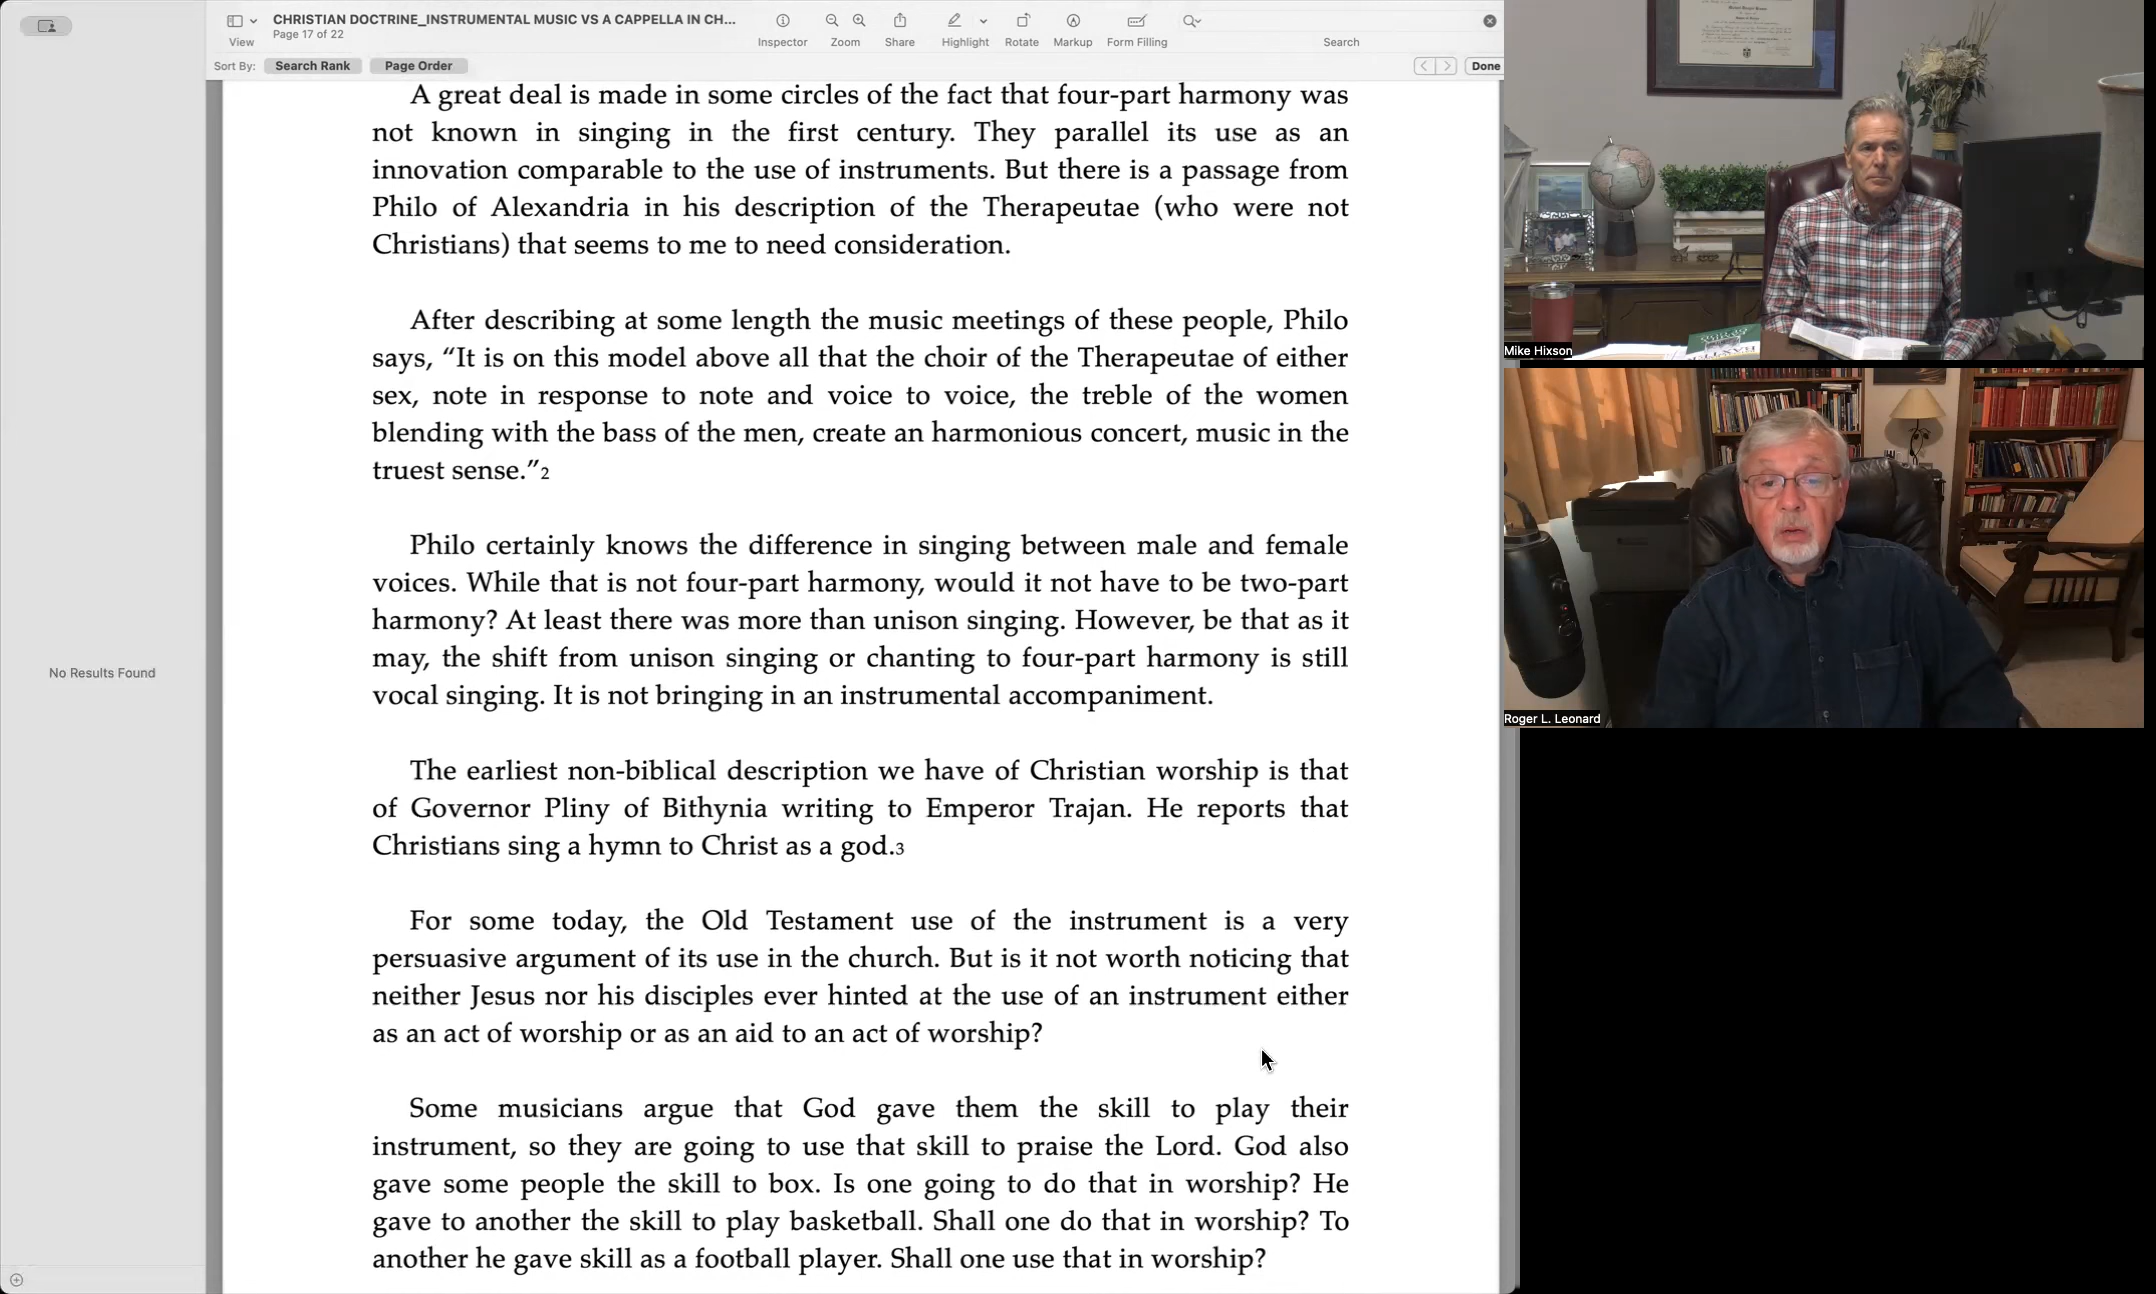 CHRISTIAN DOCTRINE_INSTRUMENTAL MUSIC VS A CAPPELLA IN CH...
Page 17 of 22
View
Inspector
Zoom
Share
Highlight
Rotate
Markup
Form Filling
Search
Sort By:
Search Rank
Page Order
Done
No Results Found
A great deal is made in some circles of the fact that four-part harmony was
not known in singing in the first century. They parallel its use as an
innovation comparable to the use of instruments. But there is a passage from
Philo of Alexandria in his description of the Therapeutae (who were not
Christians) that seems to me to need consideration.
After describing at some length the music meetings of these people, Philo
says, “It is on this model above all that the choir of the Therapeutae of either
sex, note in response to note and voice to voice, the treble of the women
blending with the bass of the men, create an harmonious concert, music in the
truest sense.”2
Philo certainly knows the difference in singing between male and female
voices. While that is not four-part harmony, would it not have to be two-part
harmony? At least there was more than unison singing. However, be that as it
may, the shift from unison singing or chanting to four-part harmony is still
vocal singing. It is not bringing in an instrumental accompaniment.
The earliest non-biblical description we have of Christian worship is that
of Governor Pliny of Bithynia writing to Emperor Trajan. He reports that
Christians sing a hymn to Christ as a god.3
For some today, the Old Testament use of the instrument is a very
persuasive argument of its use in the church. But is it not worth noticing that
neither Jesus nor his disciples ever hinted at the use of an instrument either
as an act of worship or as an aid to an act of worship?
Some musicians argue that God gave them the skill to play their
instrument, so they are going to use that skill to praise the Lord. God also
gave some people the skill to box. Is one going to do that in worship? He
gave to another the skill to play basketball. Shall one do that in worship? To
another he gave skill as a football player. Shall one use that in worship?
Mike Hixson
Roger L. Leonard